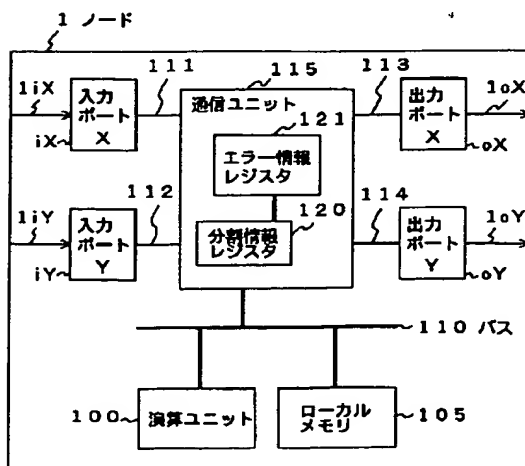 1 ノード
1iX
入力
ポート
X
iX
111
115
通信ユニット
121
エラー情報
レジスタ
120
分割情報
レジスタ
113
出力
ポート
X
1oX
oX
1iY
入力
ポート
Y
iY
112
114
出力
ポート
Y
1oY
oY
110 バス
100
演算ユニット
ローカル
メモリ
105